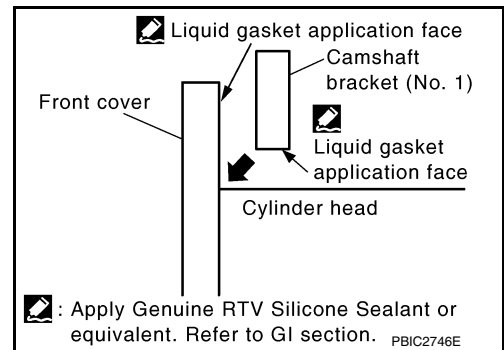 Liquid gasket application face
Camshaft
bracket (No. 1)
Front cover
Liquid gasket
application face
Cylinder head
: Apply Genuine RTV Silicone Sealant or
equivalent. Refer to GI section.
PBIC2746E